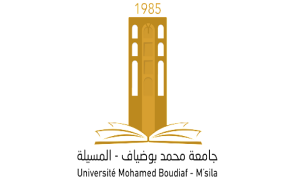 1985
جامعة محمد بوضياف - المسيلة
Université Mohamed Boudiaf - M'sila